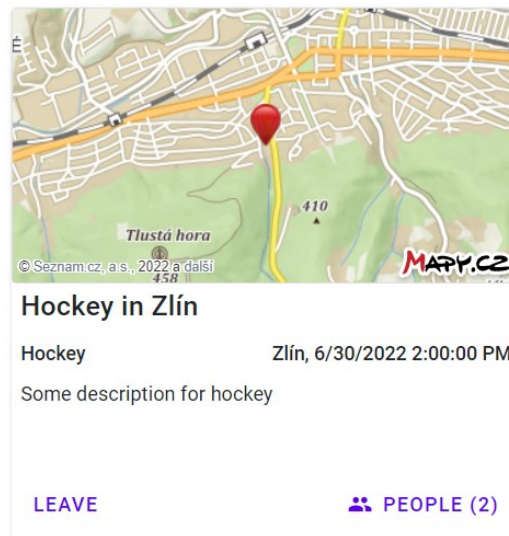 É
410
Tlustá hora
© Seznam.cz, a.s., 2022 a další
458
MAPY.CZ
Hockey in Zlín
Hockey Zlín, 6/30/2022 2:00:00 PM
Some description for hockey
LEAVE PEOPLE (2)